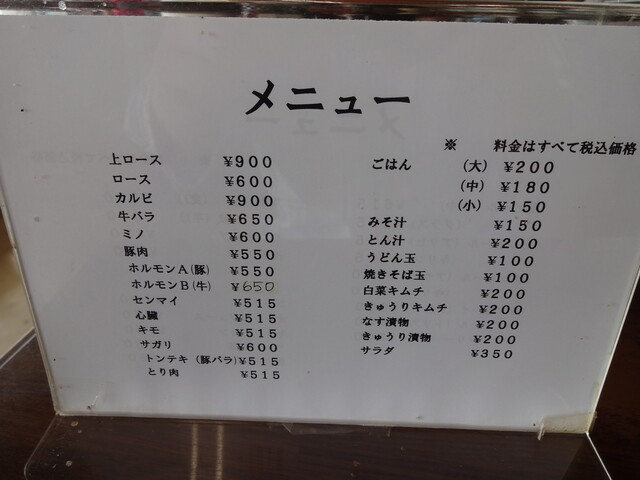 メニュー
※ 料金はすべて税込価格
上ロース ¥900
ロース ¥600
カルビ ¥900
牛バラ ¥650
ミノ ¥600
豚肉 ¥550
ホルモンA(豚) ¥550
ホルモンB(牛) ¥650
センマイ ¥515
心臓 ¥515
キモ ¥515
サガリ ¥600
トンテキ(豚バラ) ¥515
とり肉 ¥515
ごはん (大) ¥200
(中) ¥180
(小) ¥150
みそ汁 ¥150
とん汁 ¥200
うどん玉 ¥100
焼きそば玉 ¥100
白菜キムチ ¥200
きゅうりキムチ ¥200
なす漬物 ¥200
きゅうり漬物 ¥200
サラダ ¥350